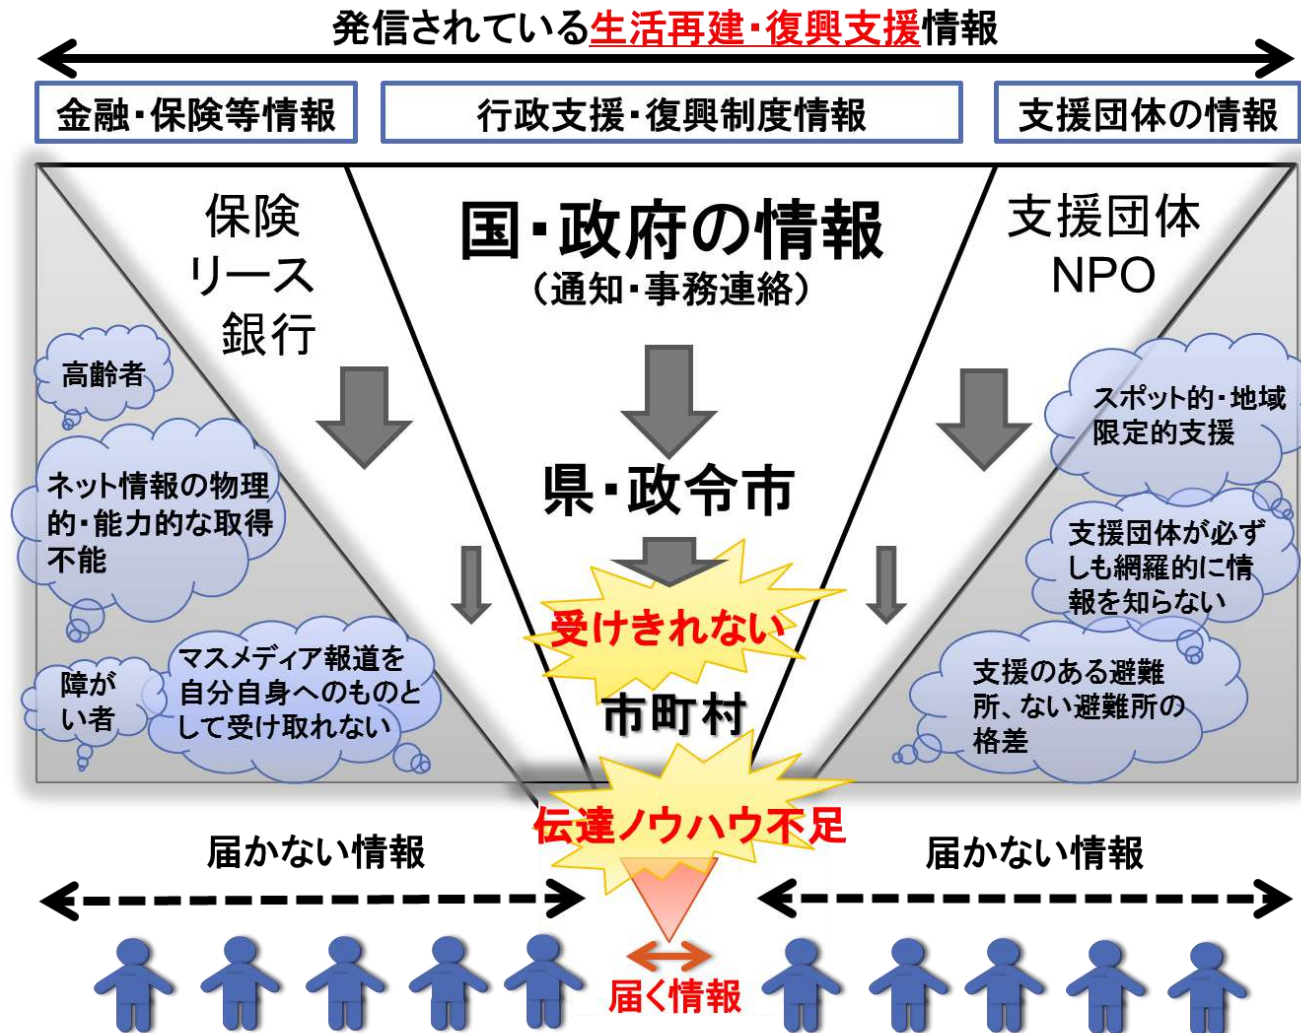 発信されている生活再建・復興支援情報
金融・保険等情報
行政支援・復興制度情報
支援団体の情報
保険
リース
銀行
国・政府の情報
（通知・事務連絡）
支援団体
NPO
高齢者
ネット情報の物理
的・能力的な取得
不能
障がい
い者
マスメディア報道を
自分自身へのものと
して受け取れない
県・政令市
受けきれない
市町村
伝達ノウハウ不足
スポット的・地域
限定的支援
支援団体が必ず
しも網羅的に情
報を知らない
支援のある避難
所、ない避難所の
格差
届かない情報
届く情報
届かない情報